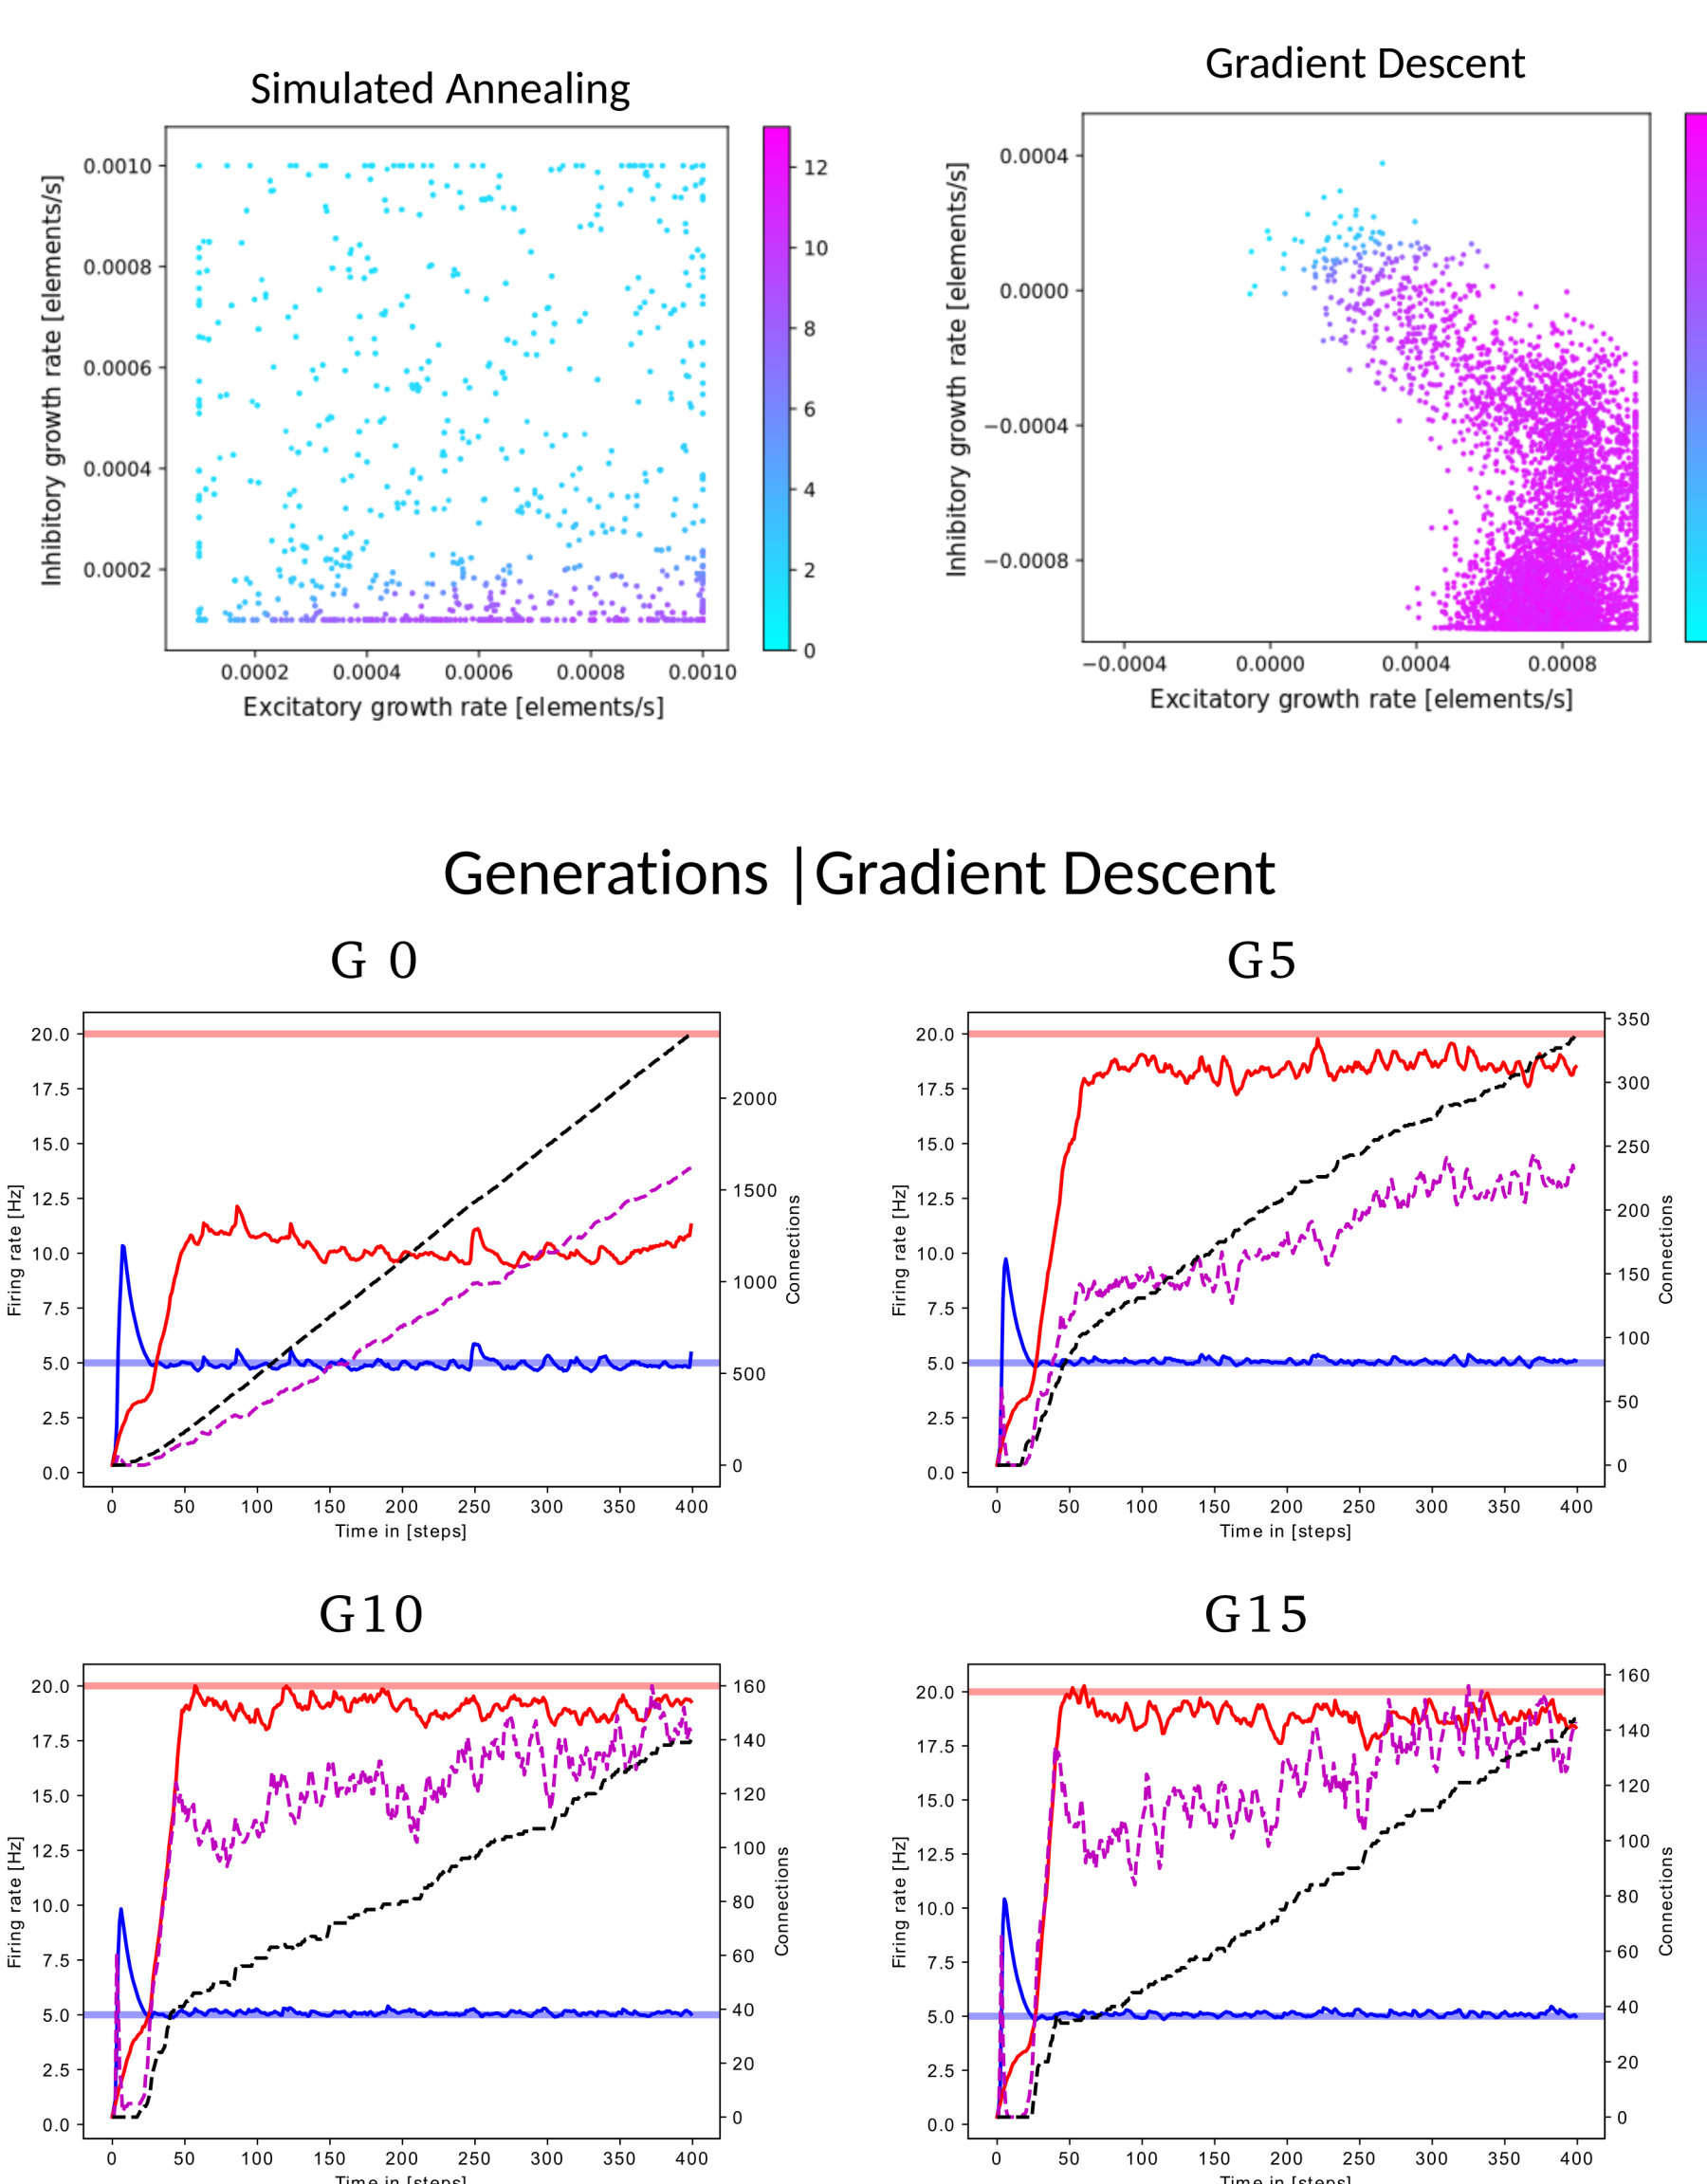 Simulated Annealing
Gradient Descent
Inhibitory growth rate [elements/s]
0.0010
0.0008
0.0006
0.0004
0.0002
0.0002 0.0004 0.0006 0.0008 0.0010
Excitatory growth rate [elements/s]
12
10
8
6
4
2
0
Inhibitory growth rate [elements/s]
0.0004
0.0000
−0.0004
−0.0008
−0.0004 0.0000 0.0004 0.0008
Excitatory growth rate [elements/s]
Generations |Gradient Descent
G 0
Firing rate [Hz]
20.0
17.5
15.0
12.5
10.0
7.5
5.0
2.5
0.0
2000
1500
1000
500
0
Connections
0 50 100 150 200 250 300 350 400
Time in [steps]
G5
Firing rate [Hz]
20.0
17.5
15.0
12.5
10.0
7.5
5.0
2.5
0.0
350
300
250
200
150
100
50
0
Connections
0 50 100 150 200 250 300 350 400
Time in [steps]
G10
Firing rate [Hz]
20.0
17.5
15.0
12.5
10.0
7.5
5.0
2.5
0.0
160
140
120
100
80
60
40
20
0
Connections
0 50 100 150 200 250 300 350 400
Time in [steps]
G15
Firing rate [Hz]
20.0
17.5
15.0
12.5
10.0
7.5
5.0
2.5
0.0
160
140
120
100
80
60
40
20
0
Connections
0 50 100 150 200 250 300 350 400
Time in [steps]